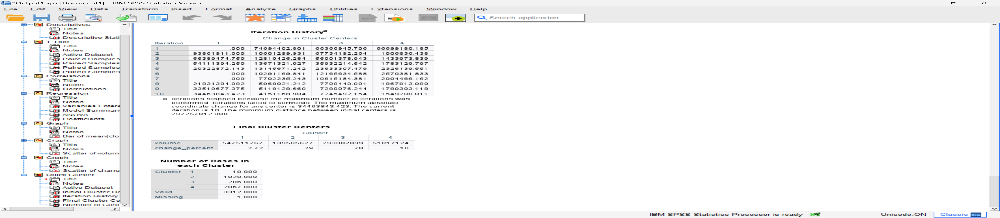 *Output1.spv [Document1] - IBM SPSS Statistics Viewer
File Edit View Data Transform Insert Format Analyze Graphs Utilities Extensions Window Help
Search application
Descriptives
Title
Notes
Descriptive Stati
T-Test
Title
Notes
Active Dataset
Paired Samples
Paired Samples
Paired Samples
Paired Samples
Correlations
Title
Notes
Correlations
Regression
Title
Notes
Variables Entere
Model Summary
ANOVA
Coefficients
Graph
Title
Notes
Bar of mean(clo
Graph
Title
Notes
Scatter of volum
Graph
Title
Notes
Scatter of chang
Quick Cluster
Title
Notes
Active Dataset
Initial Cluster Ce
Iteration History
Final Cluster Ce
Number of Case
Iteration Historya
Change in Cluster Centers
Iteration 1 2 3 4
1 .000 74694402.801 66366945.706 66699180.185
2 93861911.000 10601299.931 67734192.264 1006836.438
3 66389474.750 12810426.284 56001378.943 1433973.839
4 54111394.250 13671321.027 35932214.542 1783129.797
5 20322872.143 13145671.242 23633307.479 2326139.551
6 .000 10291169.841 12165634.588 2570381.833
7 .000 7702235.243 10615184.381 2004466.162
8 21831304.982 5968021.212 7708449.901 1867913.980
9 33519677.375 5118128.669 7280076.244 1789303.118
10 34463843.423 4151168.904 7245492.154 1549200.011
a. Iterations stopped because the maximum number of iterations was
performed. Iterations failed to converge. The maximum absolute
coordinate change for any center is 34463843.423. The current
iteration is 10. The minimum distance between initial centers is
297257012.000.
Final Cluster Centers
Cluster
1 2 3 4
volume 547511767 139505627 293802099 51017124
change_percent 2.72 .29 .78 .10
Number of Cases in
each Cluster
Cluster 1 19.000
2 1020.000
3 206.000
4 2067.000
Valid 3312.000
Missing 1.000
IBM SPSS Statistics Processor is ready Unicode:ON Classic